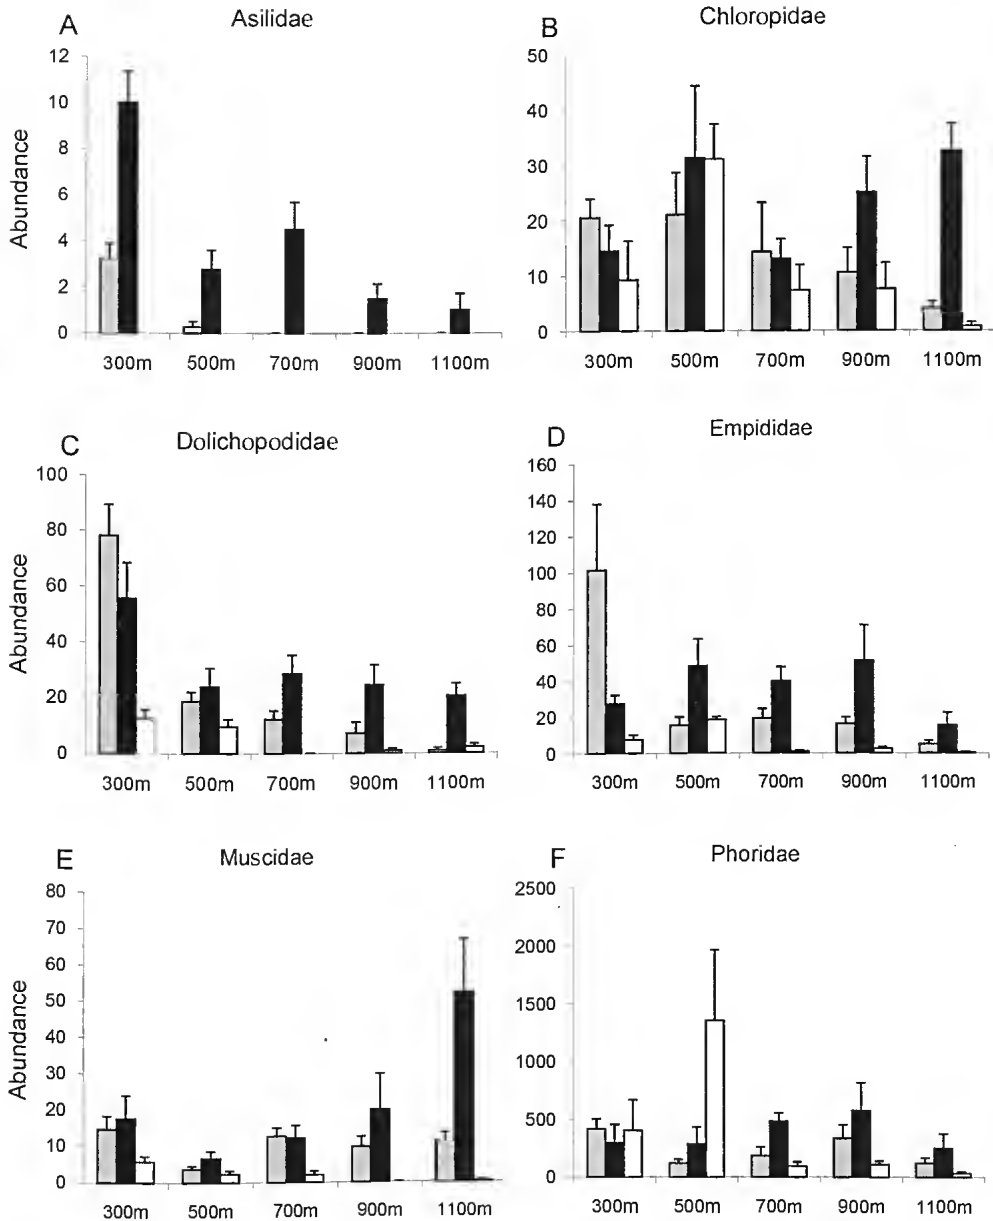 A Asilidae
12
10
8
6
4
2
0
Abundance
300m 500m 700m 900m 1100m
B Chloropidae
50
40
30
20
10
0
300m 500m 700m 900m 1100m
C Dolichopodidae
100
80
60
40
20
0
Abundance
300m 500m 700m 900m 1100m
D Empididae
160
140
120
100
80
60
40
20
0
300m 500m 700m 900m 1100m
E Muscidae
80
70
60
50
40
30
20
10
0
Abundance
300m 500m 700m 900m 1100m
F Phoridae
2500
2000
1500
1000
500
0
300m 500m 700m 900m 1100m